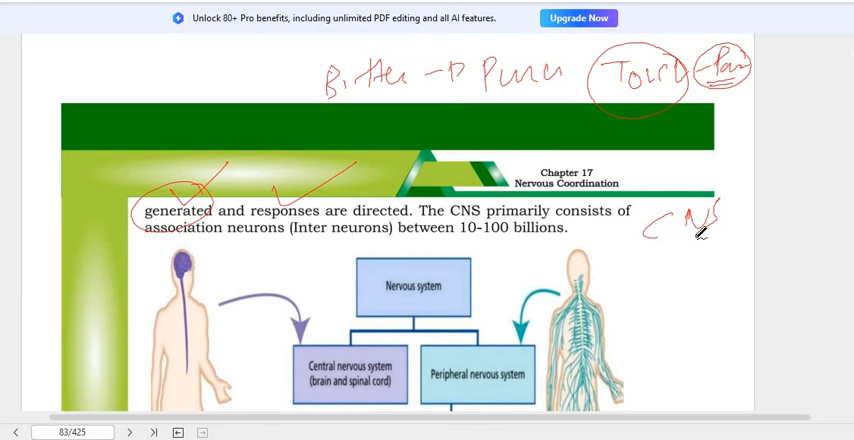 Unlock 80+ Pro benefits, including unlimited PDF editing and all AI features.
Upgrade Now
Bitter → Touch Pain
Chapter 17
Nervous Coordination
generated and responses are directed. The CNS primarily consists of
association neurons (Inter neurons) between 10-100 billions.
CNS
Nervous system
Central nervous system
(brain and spinal cord)
Peripheral nervous system
83/425